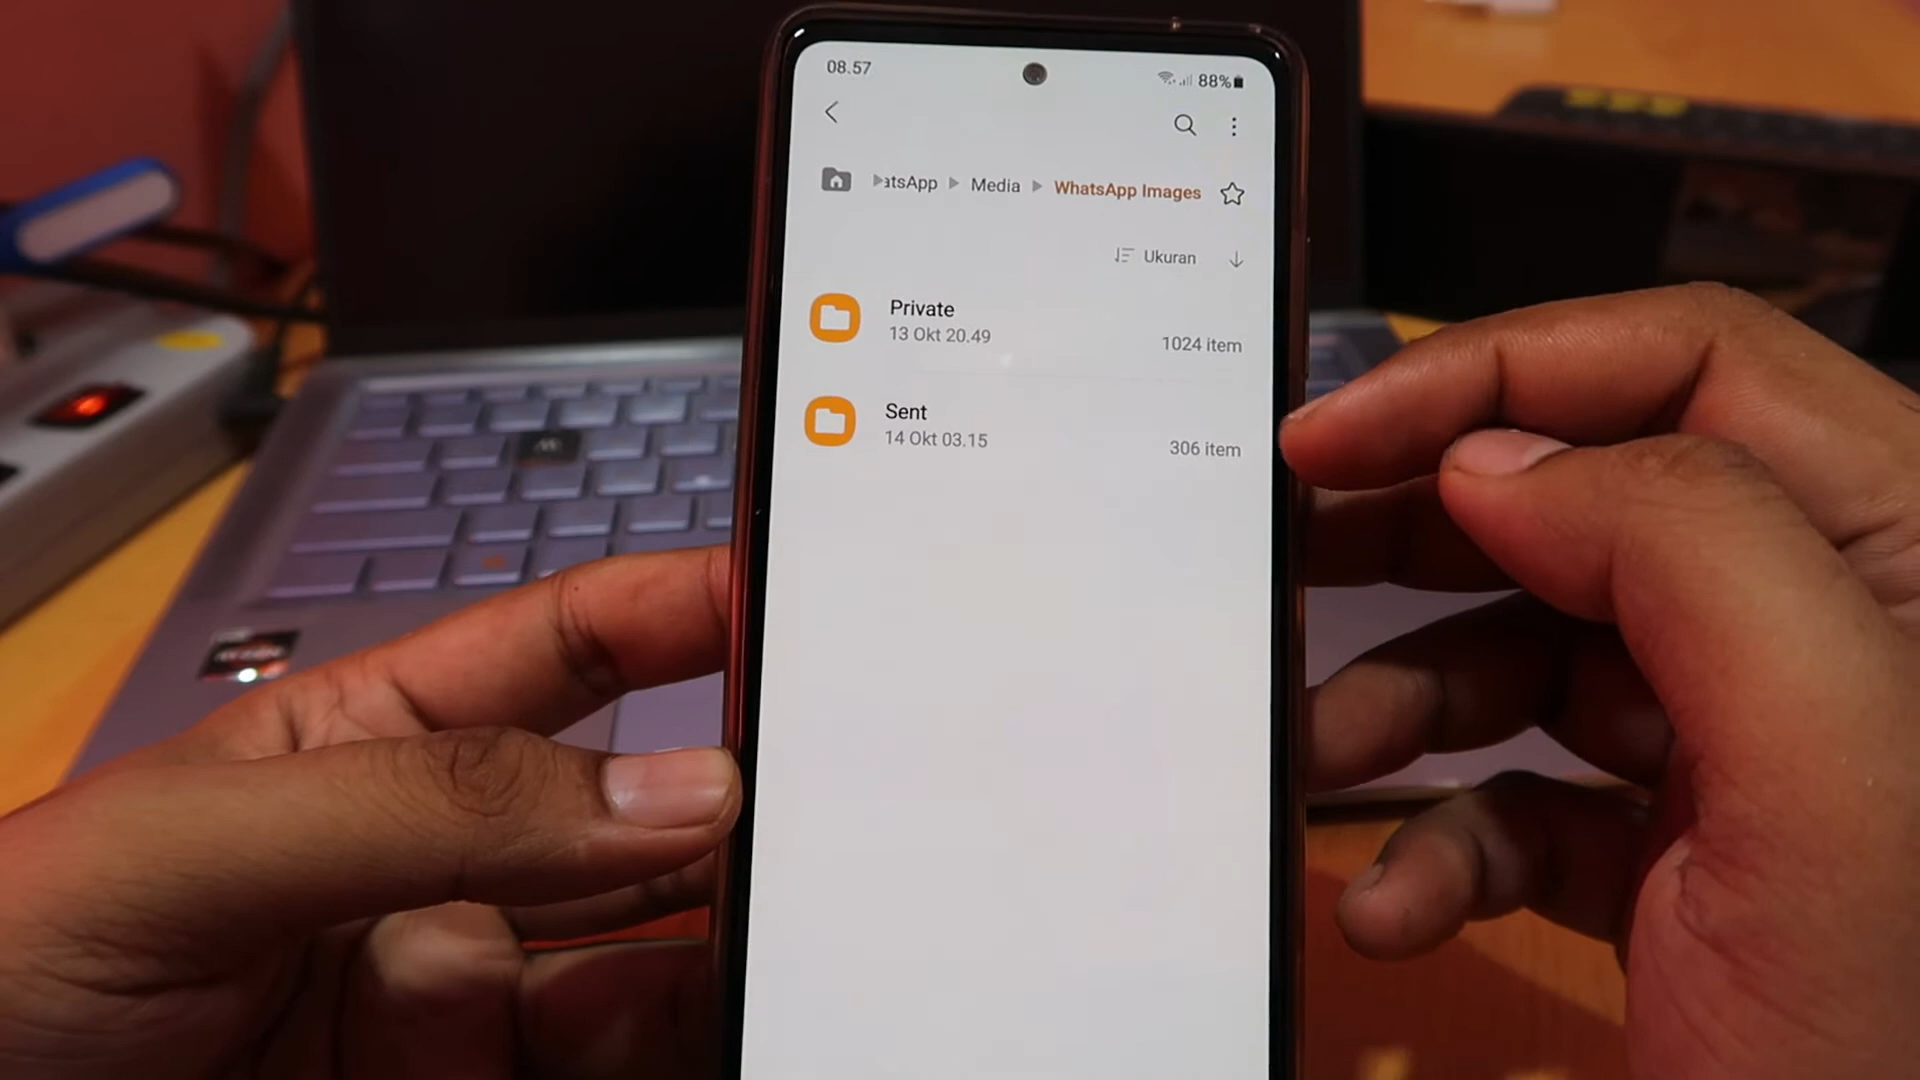 08.57
88%
atsApp Media WhatsApp Images
Ukuran
Private
13 Okt 20.49
1024 item
Sent
14 Okt 03.15
306 item